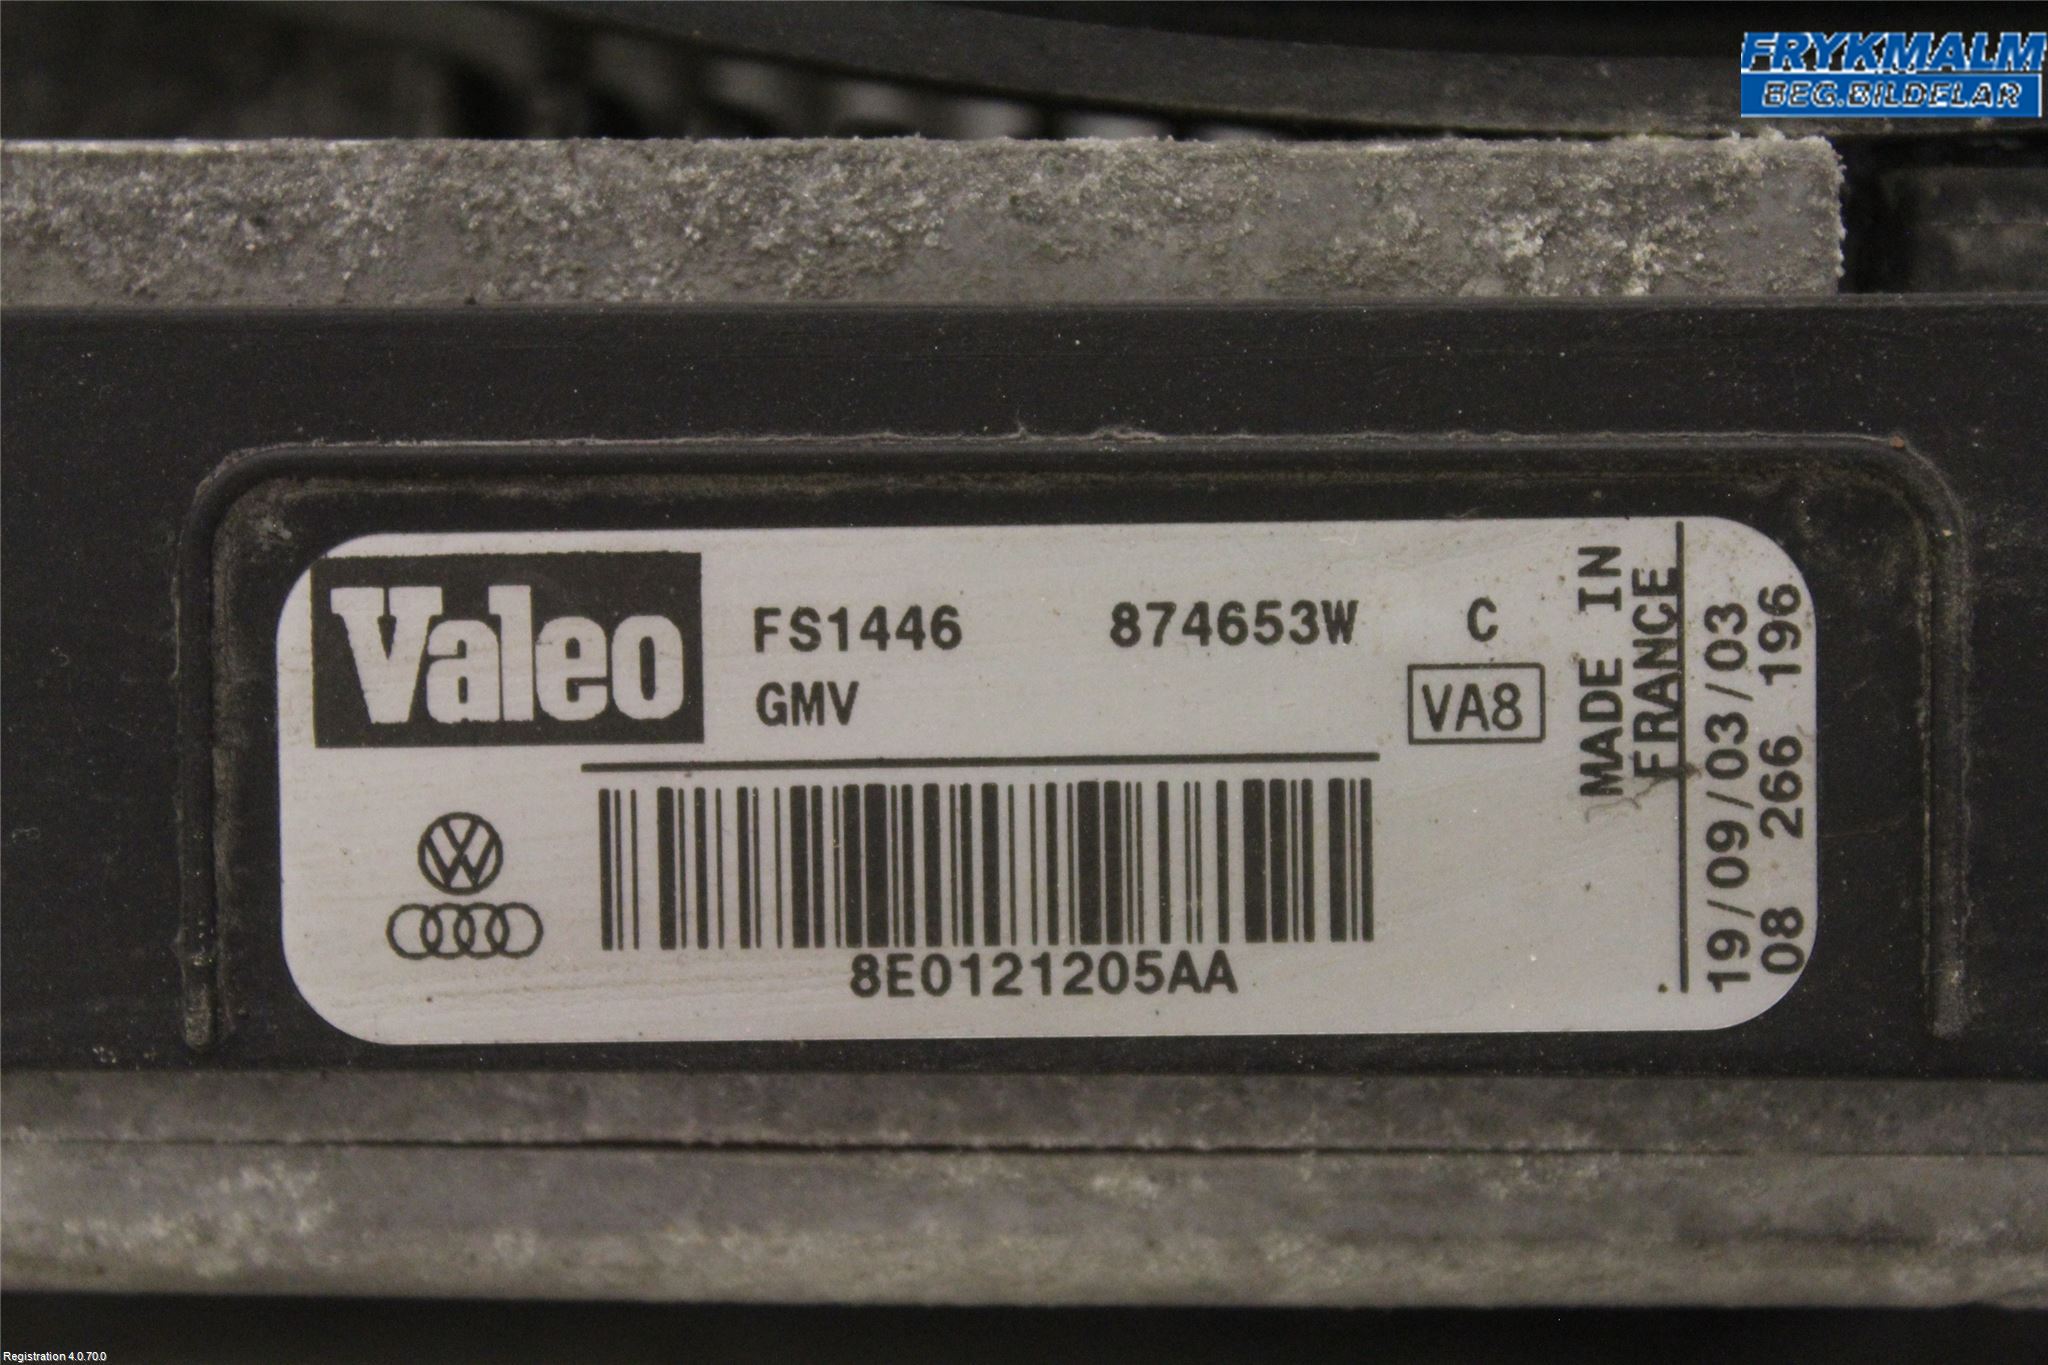 FRYKMALM
BEG.BILDELAR
Valeo
FS1446 874653W C
GMV
VA8
MADE IN
FRANCE
19/09/03/03
08 266 196
VW
8E0121205AA
Registration 4.0.70.0